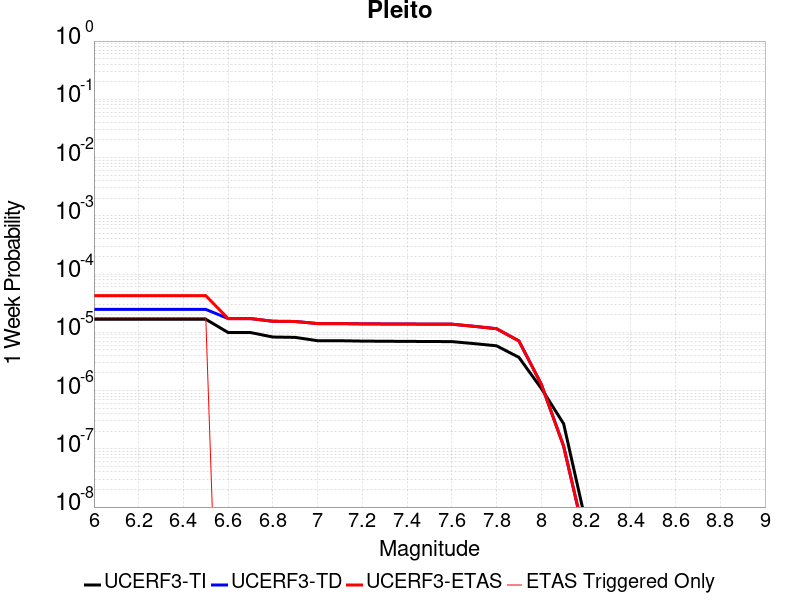 Pleito
10^0
10^-1
10^-2
10^-3
10^-4
10^-5
10^-6
10^-7
10^-8
1 Week Probability
6 6.2 6.4 6.6 6.8 7 7.2 7.4 7.6 7.8 8 8.2 8.4 8.6 8.8 9
Magnitude
UCERF3-TI UCERF3-TD UCERF3-ETAS ETAS Triggered Only